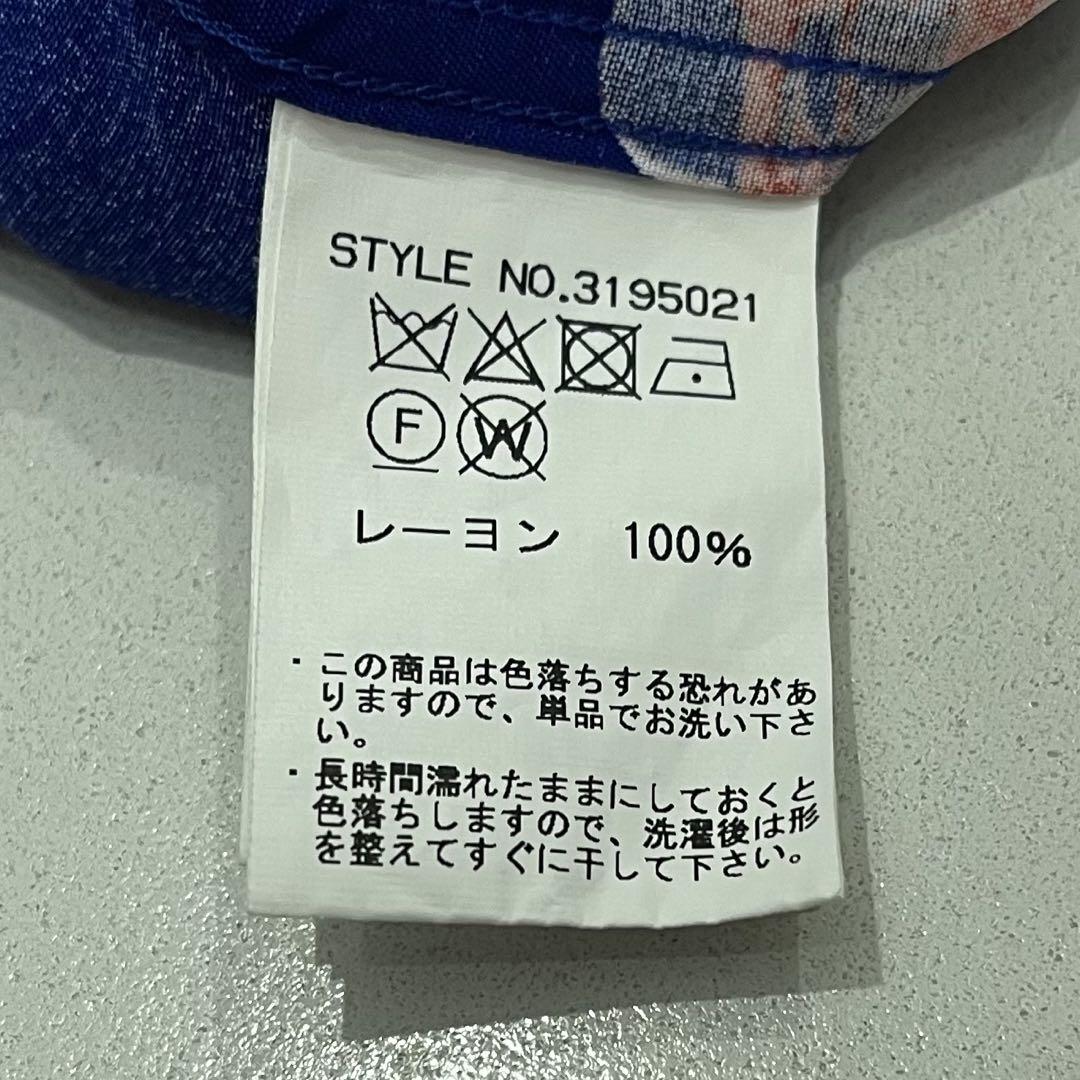 STYLE NO.3195021
F W
レーヨン 100%
・この商品は色落ちする恐れがあ
りますので、単品でお洗い下さ
い。
・長時間濡れたままにしておくと
色落ちしますので、洗濯後は形
を整えてすぐに干して下さい。